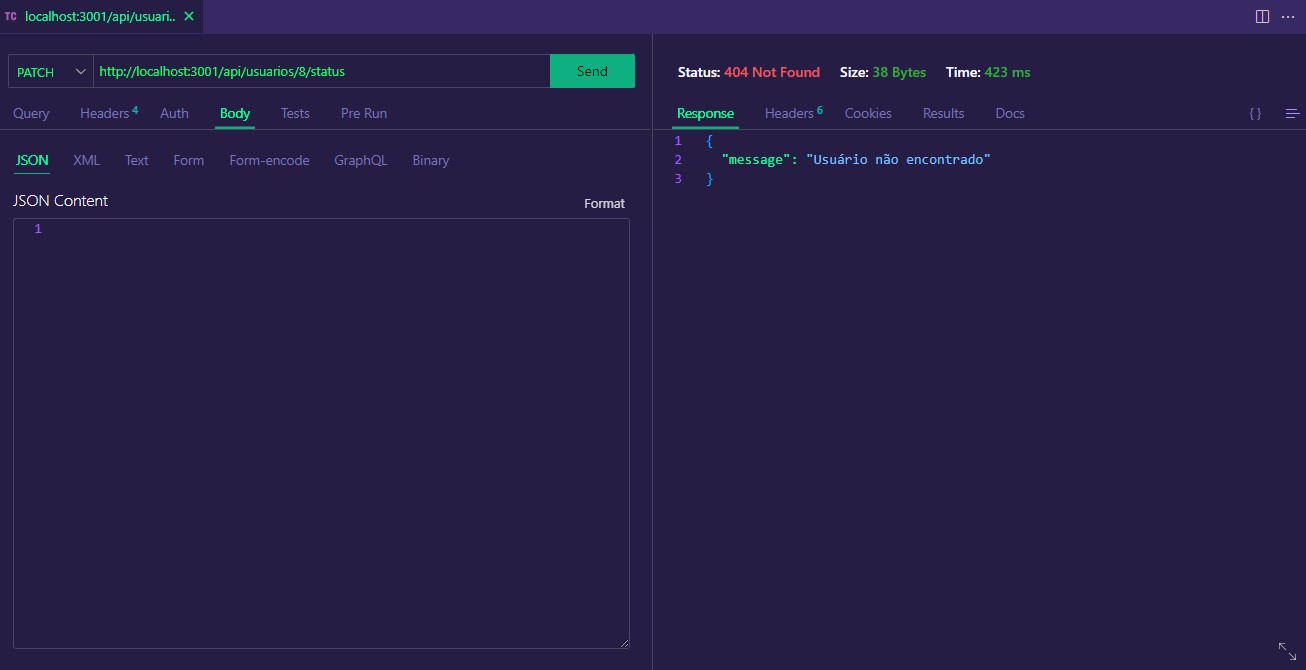 TC localhost:3001/api/usuari..
PATCH http://localhost:3001/api/usuarios/8/status Send
Query Headers 4 Auth Body Tests Pre Run
JSON XML Text Form Form-encode GraphQL Binary
JSON Content Format
1
Status: 404 Not Found Size: 38 Bytes Time: 423 ms
Response Headers 6 Cookies Results Docs { }
1 {
2 "message": "Usuário não encontrado"
3 }